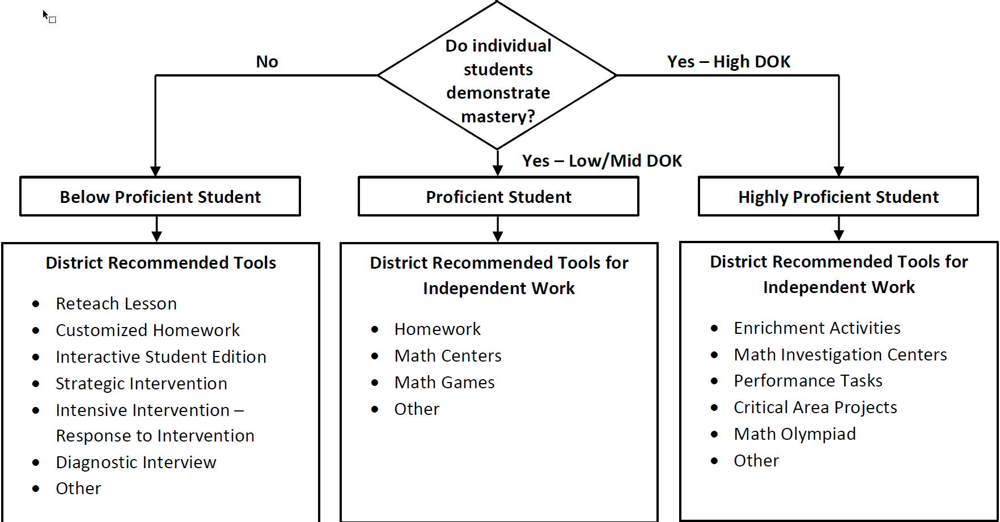 Do individual
students
demonstrate
mastery?
No
Yes – High DOK
Yes – Low/Mid DOK
Below Proficient Student
Proficient Student
Highly Proficient Student
District Recommended Tools
• Reteach Lesson
• Customized Homework
• Interactive Student Edition
• Strategic Intervention
• Intensive Intervention –
Response to Intervention
• Diagnostic Interview
• Other
District Recommended Tools for
Independent Work
• Homework
• Math Centers
• Math Games
• Other
District Recommended Tools for
Independent Work
• Enrichment Activities
• Math Investigation Centers
• Performance Tasks
• Critical Area Projects
• Math Olympiad
• Other